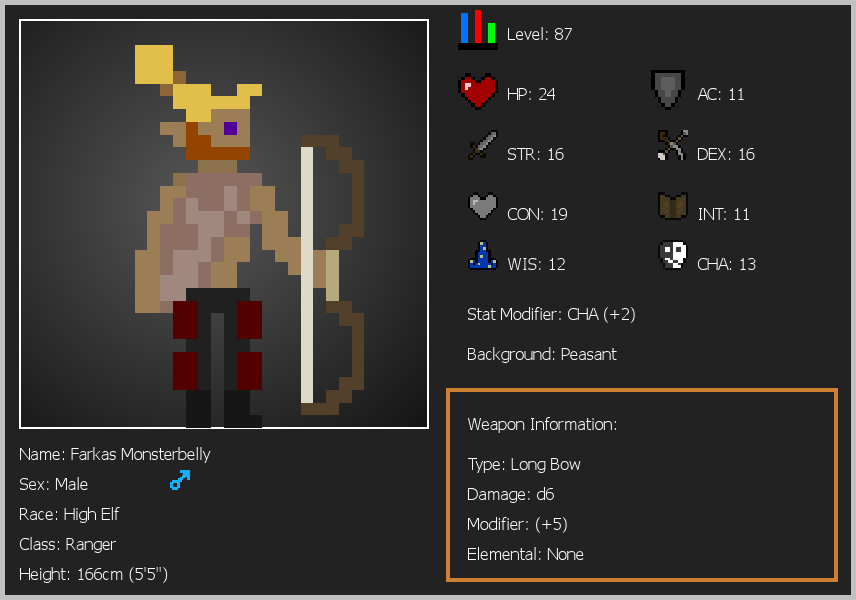 Level: 87
HP: 24
AC: 11
STR: 16
DEX: 16
CON: 19
INT: 11
WIS: 12
CHA: 13
Stat Modifier: CHA (+2)
Background: Peasant
Weapon Information:
Type: Long Bow
Damage: d6
Modifier: (+5)
Elemental: None
Name: Farkas Monsterbelly
Sex: Male
Race: High Elf
Class: Ranger
Height: 166cm (5'5")